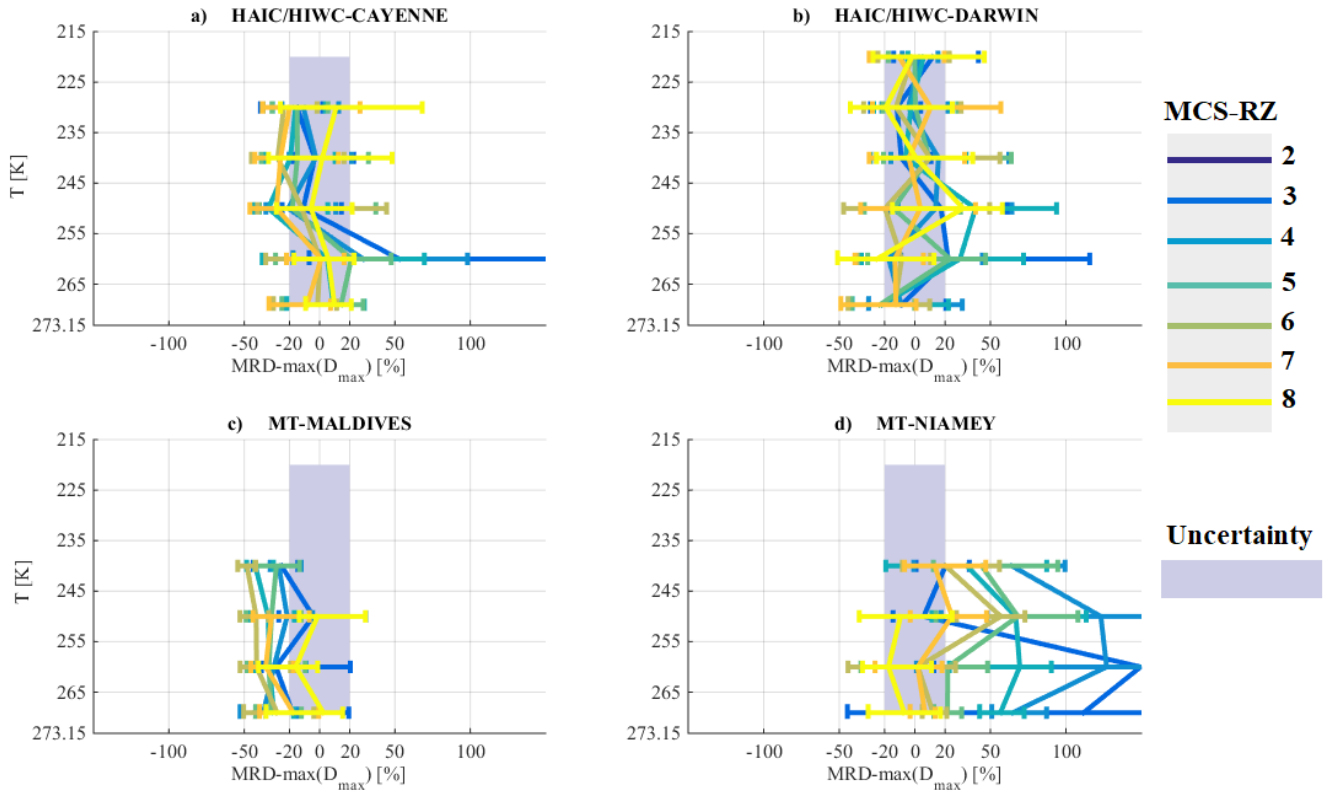 a) HAIC/HIWC-CAYENNE
215
225
235
245
255
265
273.15
T [K]
-100 -50 -20 0 20 50 100
MRD-max(D_max) [%]
b) HAIC/HIWC-DARWIN
215
225
235
245
255
265
273.15
-100 -50 -20 0 20 50 100
MRD-max(D_max) [%]
MCS-RZ
2
3
4
5
6
7
8
c) MT-MALDIVES
215
225
235
245
255
265
273.15
T [K]
-100 -50 -20 0 20 50 100
MRD-max(D_max) [%]
d) MT-NIAMEY
215
225
235
245
255
265
273.15
-100 -50 -20 0 20 50 100
MRD-max(D_max) [%]
Uncertainty